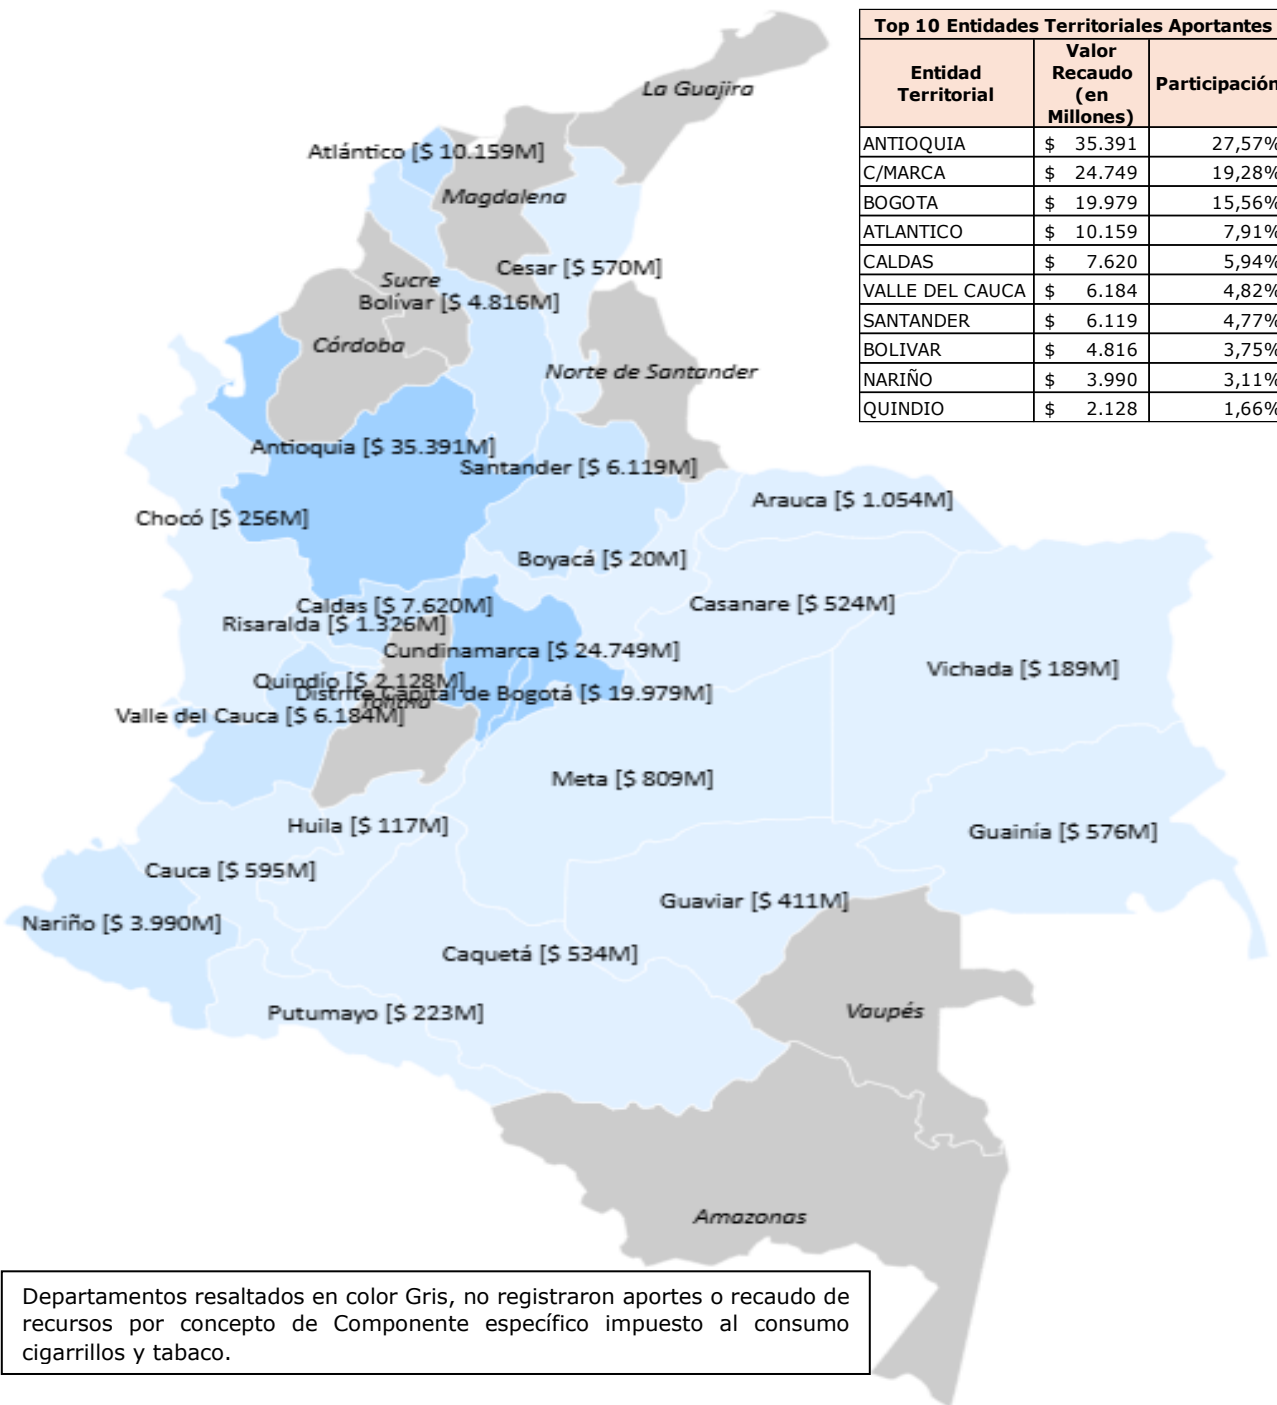 Top 10 Entidades Territoriales Aportantes
Entidad Territorial
Valor Recaudo (en Millones)
Participación
ANTIOQUIA $ 35.391 27,57%
C/MARCA $ 24.749 19,28%
BOGOTA $ 19.979 15,56%
ATLANTICO $ 10.159 7,91%
CALDAS $ 7.620 5,94%
VALLE DEL CAUCA $ 6.184 4,82%
SANTANDER $ 6.119 4,77%
BOLIVAR $ 4.816 3,75%
NARIÑO $ 3.990 3,11%
QUINDIO $ 2.128 1,66%
La Guajira
Atlántico [$ 10.159M]
Magdalena
Cesar [$ 570M]
Sucre
Bolívar [$ 4.816M]
Córdoba
Norte de Santander
Antioquia [$ 35.391M]
Santander [$ 6.119M]
Arauca [$ 1.054M]
Chocó [$ 256M]
Boyacá [$ 20M]
Caldas [$ 7.620M]
Casanare [$ 524M]
Risaralda [$ 1.326M]
Cundinamarca [$ 24.749M]
Vichada [$ 189M]
Quindío [$ 2.128M]
Distrito Capital de Bogotá [$ 19.979M]
Tolima
Valle del Cauca [$ 6.184M]
Meta [$ 809M]
Huila [$ 117M]
Guainía [$ 576M]
Cauca [$ 595M]
Guaviar [$ 411M]
Nariño [$ 3.990M]
Caquetá [$ 534M]
Putumayo [$ 223M]
Vaupés
Amazonas
Departamentos resaltados en color Gris, no registraron aportes o recaudo de
recursos por concepto de Componente específico impuesto al consumo
cigarrillos y tabaco.